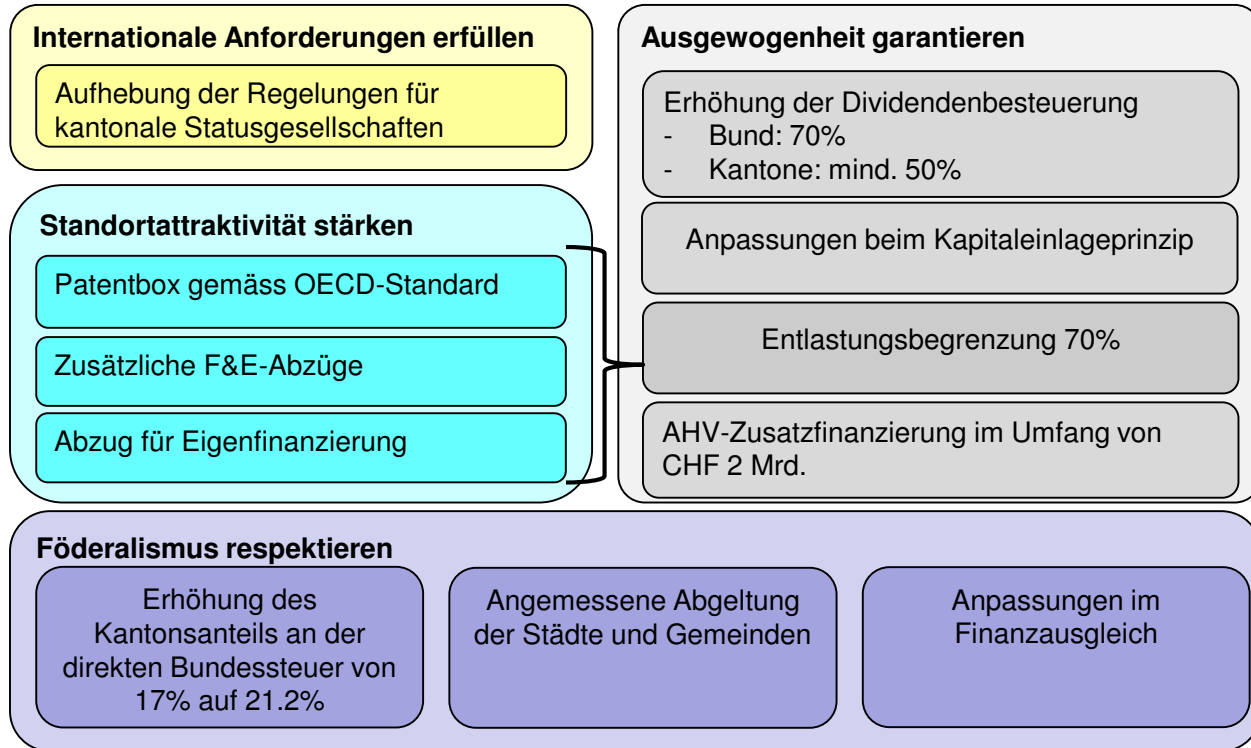 Internationale Anforderungen erfüllen
Aufhebung der Regelungen für
kantonale Statusgesellschaften
Standortattraktivität stärken
Patentbox gemäss OECD-Standard
Zusätzliche F&E-Abzüge
Abzug für Eigenfinanzierung
Ausgewogenheit garantieren
Erhöhung der Dividendenbesteuerung
- Bund: 70%
- Kantone: mind. 50%
Anpassungen beim Kapitaleinlageprinzip
Entlastungsbegrenzung 70%
AHV-Zusatzfinanzierung im Umfang von
CHF 2 Mrd.
Föderalismus respektieren
Erhöhung des
Kantonsanteils an der
direkten Bundessteuer von
17% auf 21.2%
Angemessene Abgeltung
der Städte und Gemeinden
Anpassungen im
Finanzausgleich